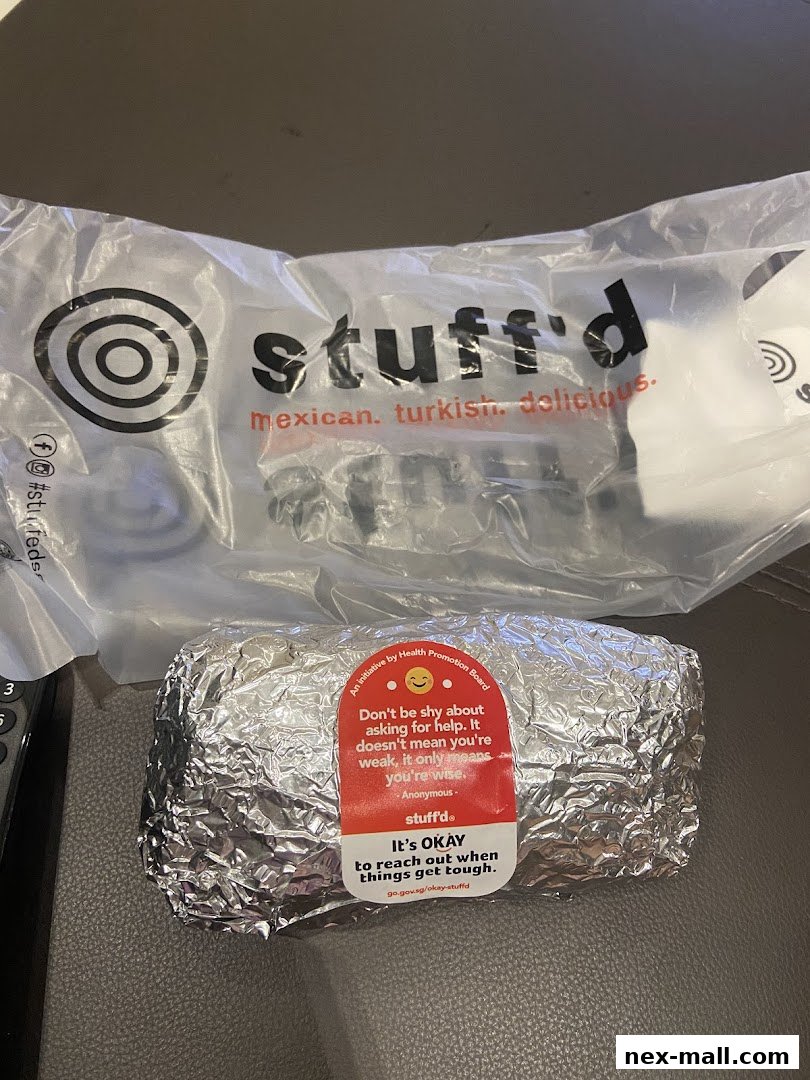 stuff'd
mexican. turkish. delicious.
3
An initiative by Health Promotion Board
Don't be shy about
asking for help. It
doesn't mean you're
weak, it only means
you're wise.
- Anonymous -
stuff'd®
It's OKAY
to reach out when
things get tough.
go.gov.sg/okay-stuffd
nex-mall.com